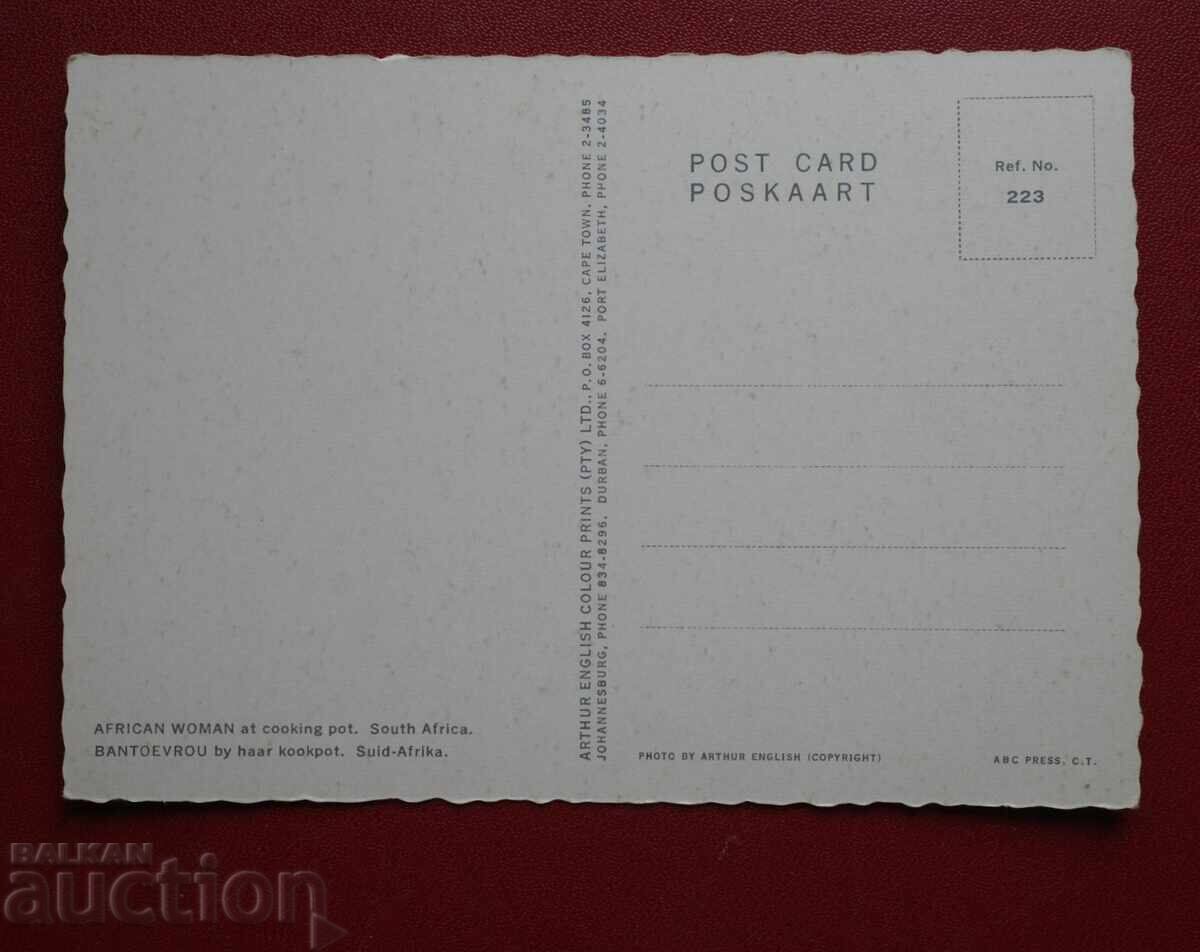 POST CARD
POSKAART
Ref. No.
223
ARTHUR ENGLISH COLOUR PRINTS (PTY) LTD., P.O. BOX 4126, CAPE TOWN, PHONE 2-3485
JOHANNESBURG, PHONE 834-8296. DURBAN, PHONE 6-6204. PORT ELIZABETH, PHONE 2-4034
AFRICAN WOMAN at cooking pot. South Africa.
BANTOEVROU by haar kookpot. Suid-Afrika.
PHOTO BY ARTHUR ENGLISH (COPYRIGHT)
ABC PRESS, C.T.
BALKAN
auction